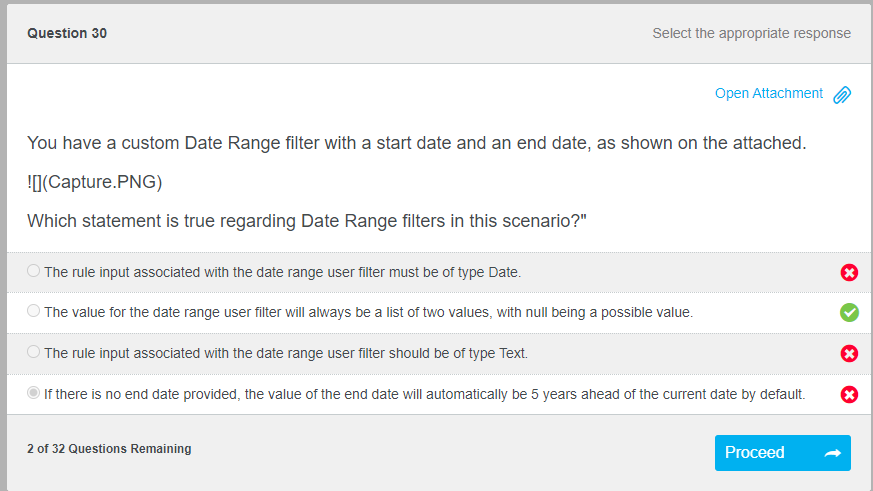 Question 30
Select the appropriate response
Open Attachment
You have a custom Date Range filter with a start date and an end date, as shown on the attached.
![](Capture.PNG)
Which statement is true regarding Date Range filters in this scenario?"
The rule input associated with the date range user filter must be of type Date.
The value for the date range user filter will always be a list of two values, with null being a possible value.
The rule input associated with the date range user filter should be of type Text.
If there is no end date provided, the value of the end date will automatically be 5 years ahead of the current date by default.
2 of 32 Questions Remaining
Proceed